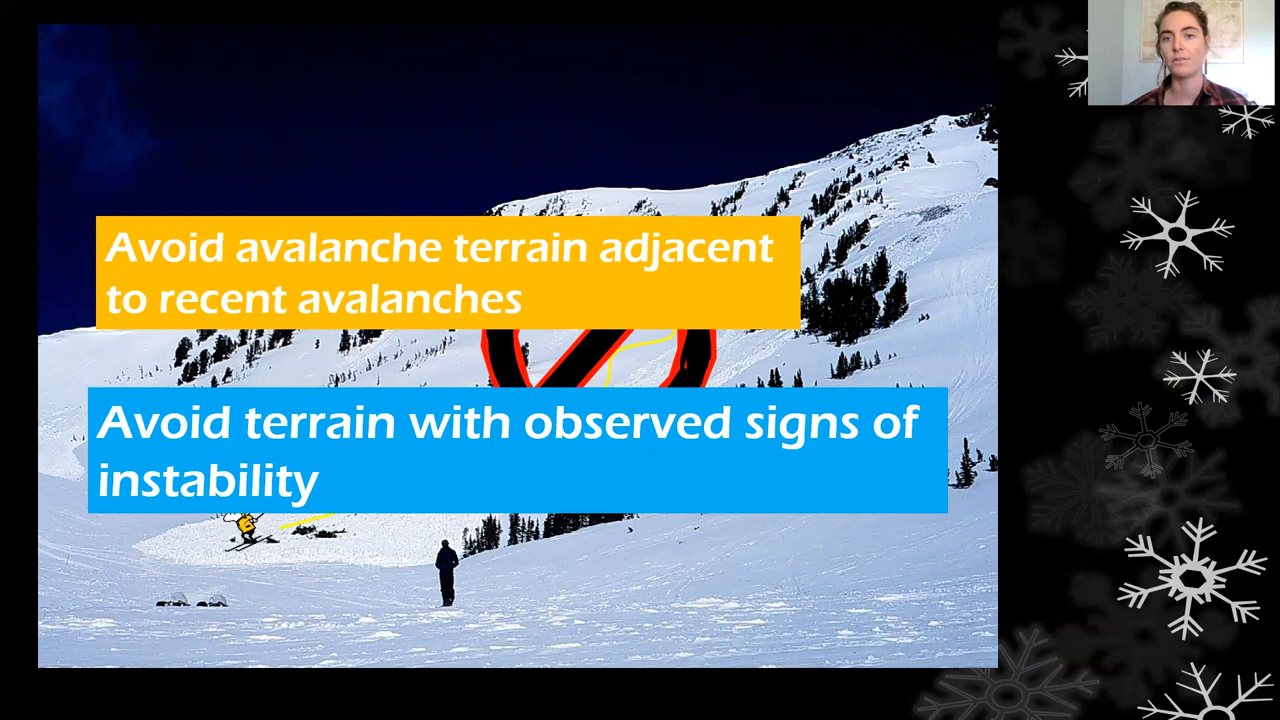 Avoid avalanche terrain adjacent
to recent avalanches
Avoid terrain with observed signs of
instability